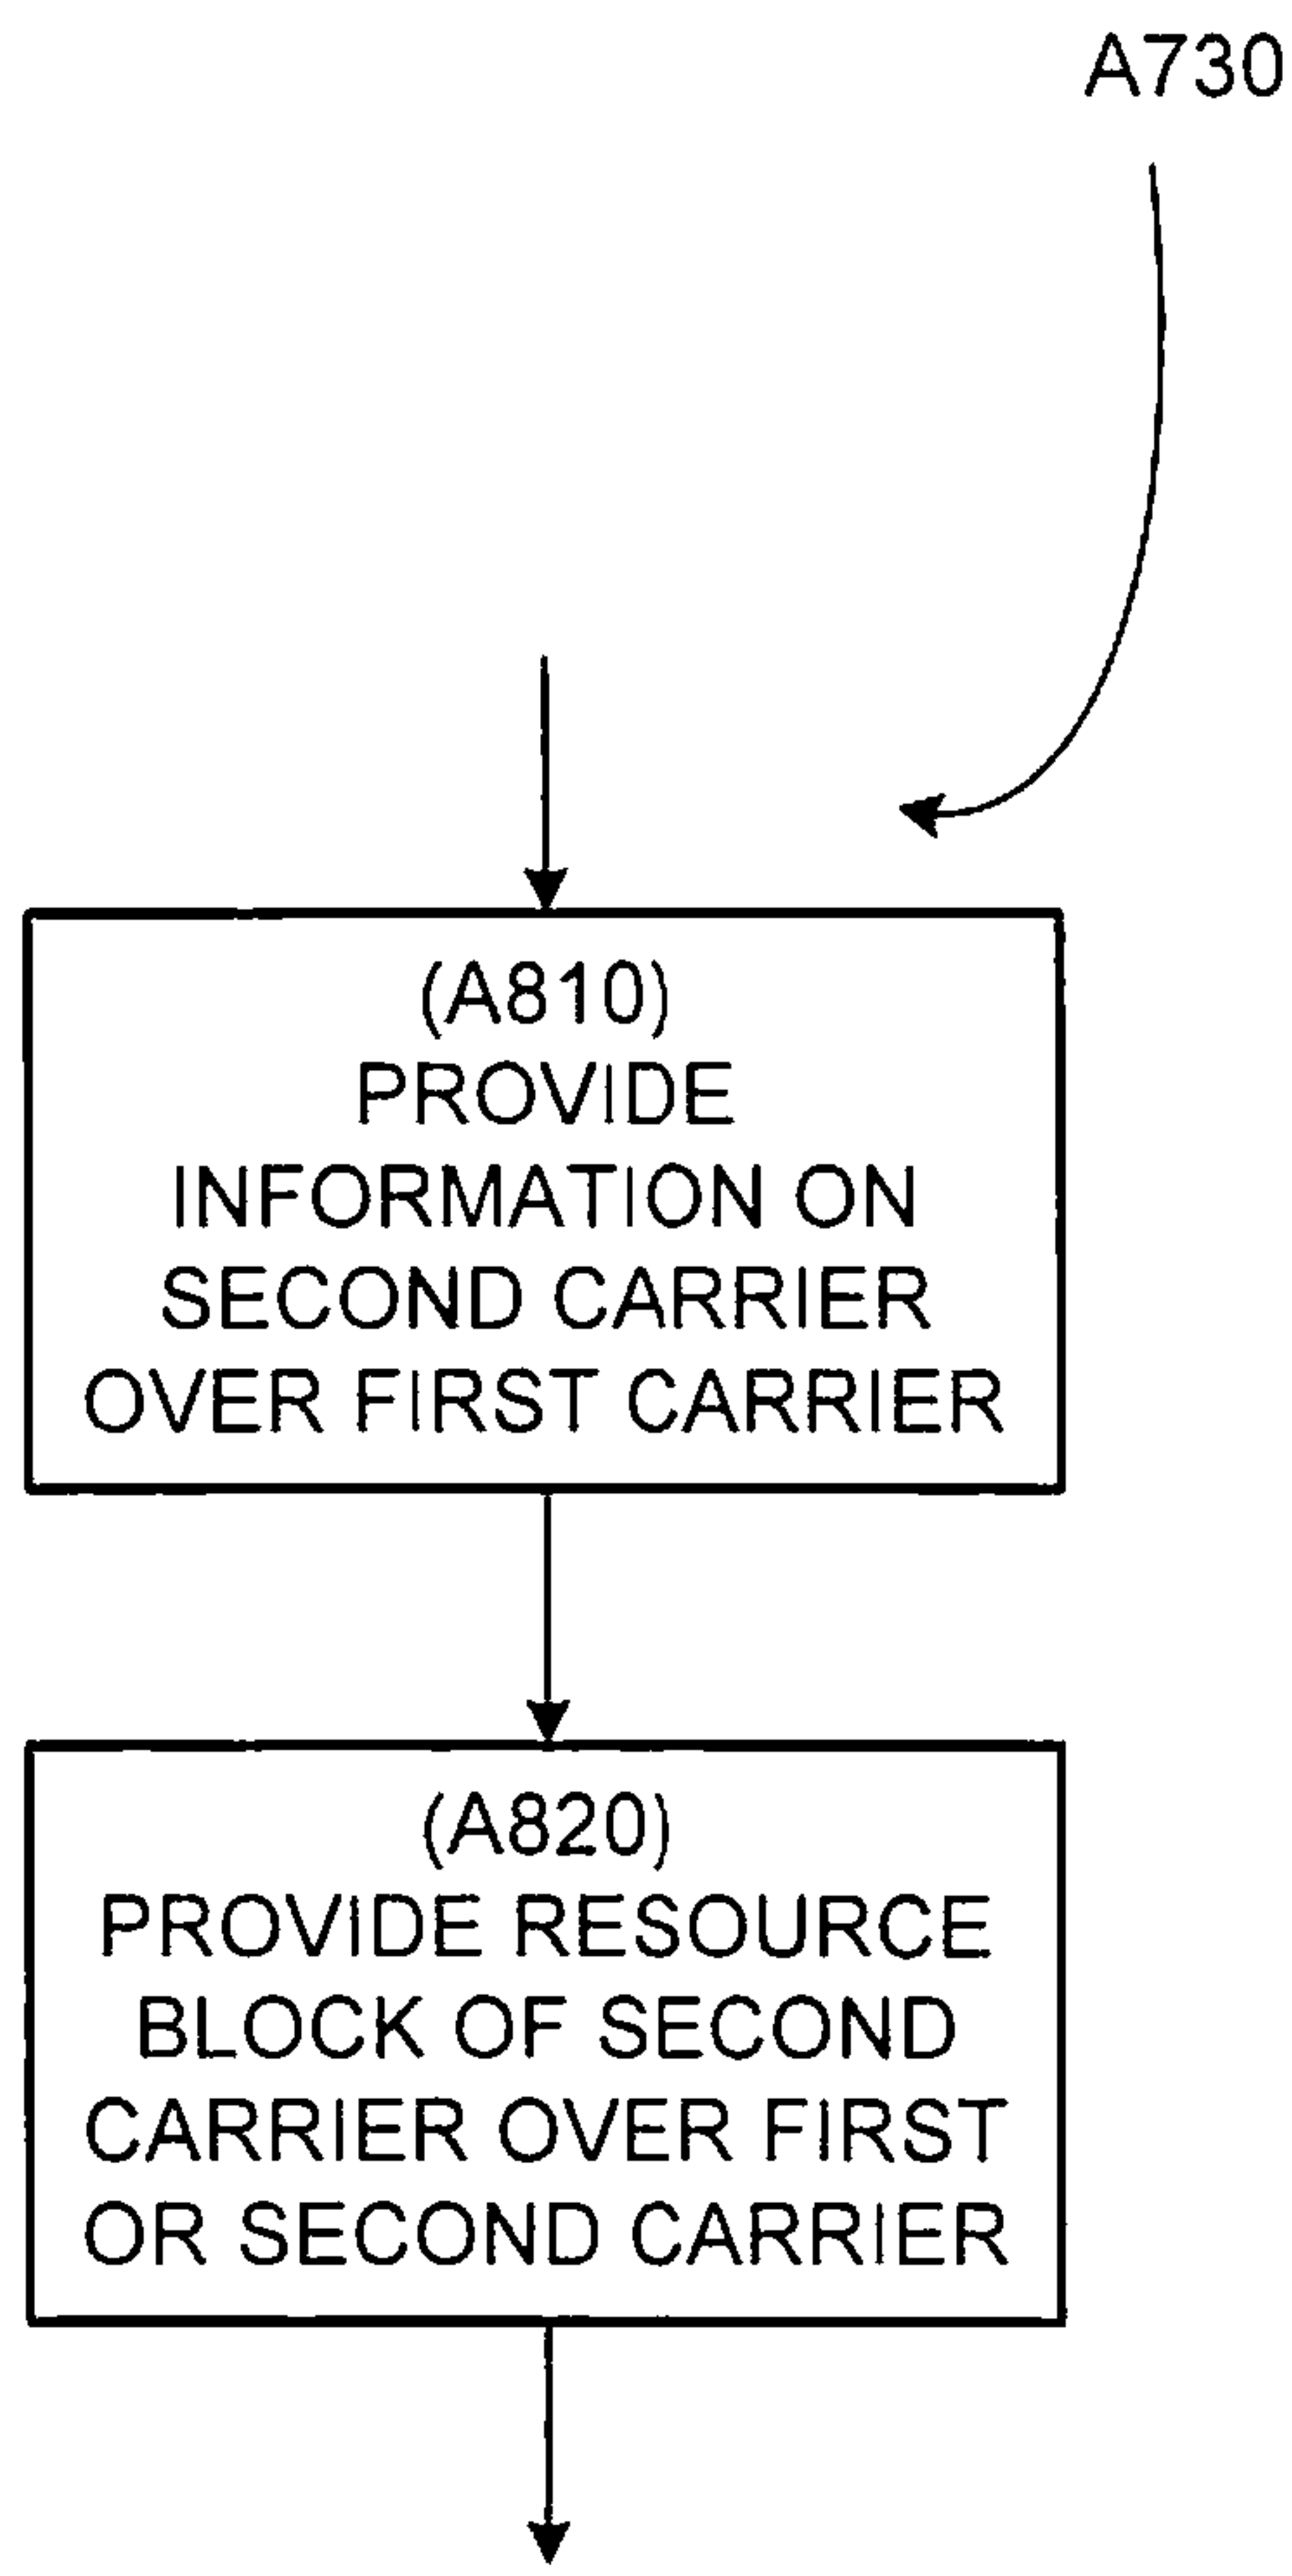 A730
(A810)
PROVIDE
INFORMATION ON
SECOND CARRIER
OVER FIRST CARRIER
(A820)
PROVIDE RESOURCE
BLOCK OF SECOND
CARRIER OVER FIRST
OR SECOND CARRIER